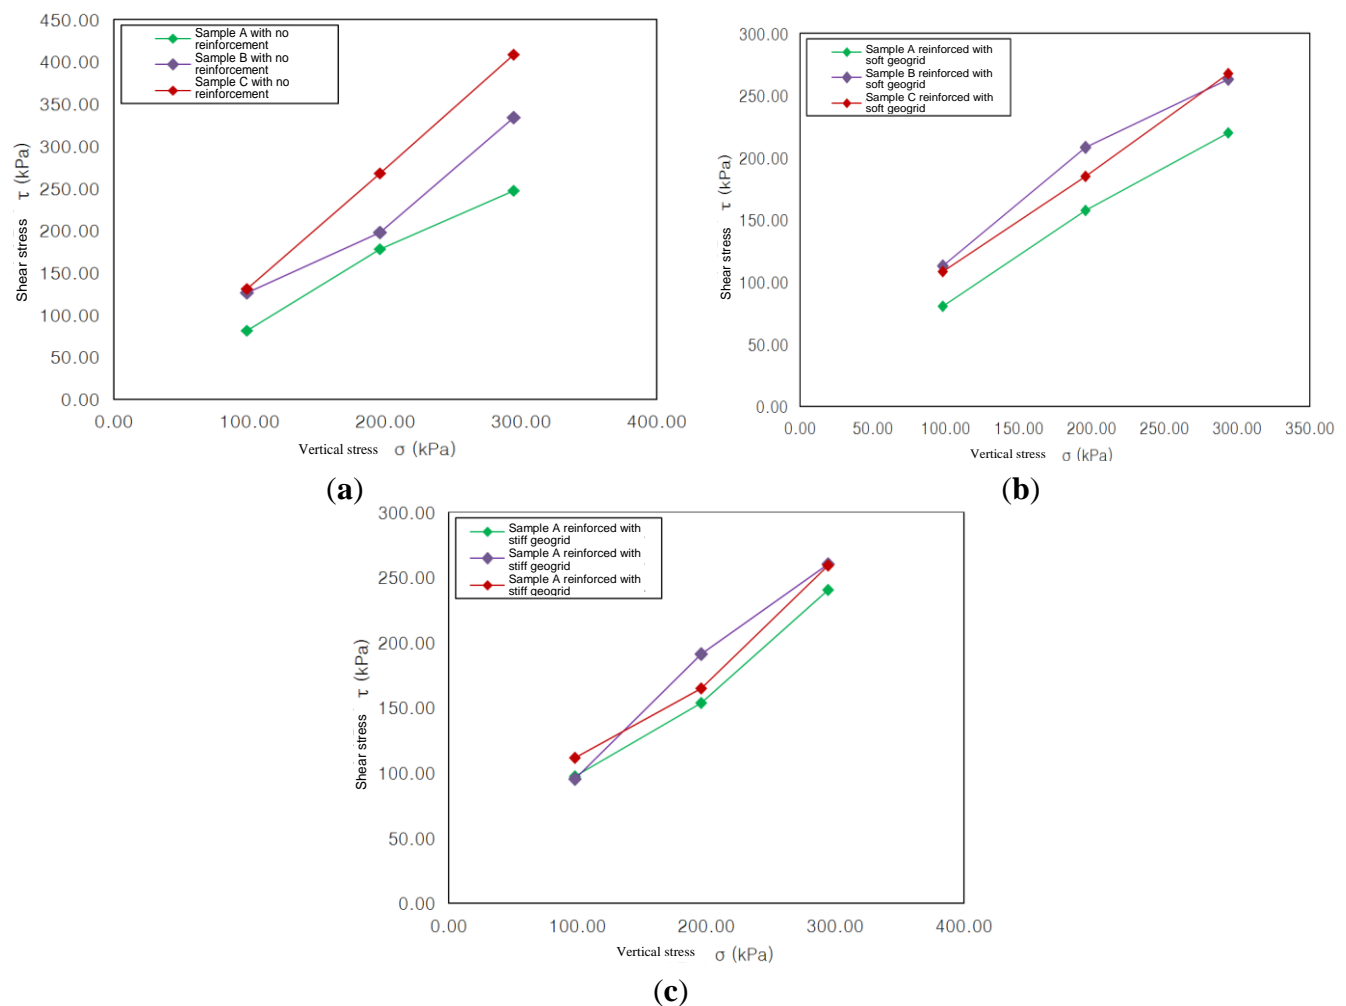 450.00
400.00
350.00
300.00
250.00
200.00
150.00
100.00
50.00
0.00
Shear stress τ (kPa)
Sample A with no
reinforcement
Sample B with no
reinforcement
Sample C with no
reinforcement
0.00 100.00 200.00 300.00 400.00
Vertical stress σ (kPa)
(a)
300.00
250.00
200.00
150.00
100.00
50.00
0.00
Shear stress τ (kPa)
Sample A reinforced with
soft geogrid
Sample B reinforced with
soft geogrid
Sample C reinforced with
soft geogrid
0.00 50.00 100.00 150.00 200.00 250.00 300.00 350.00
Vertical stress σ (kPa)
(b)
300.00
250.00
200.00
150.00
100.00
50.00
0.00
Shear stress τ (kPa)
Sample A reinforced with
stiff geogrid
Sample A reinforced with
stiff geogrid
Sample A reinforced with
stiff geogrid
0.00 100.00 200.00 300.00 400.00
Vertical stress σ (kPa)
(c)